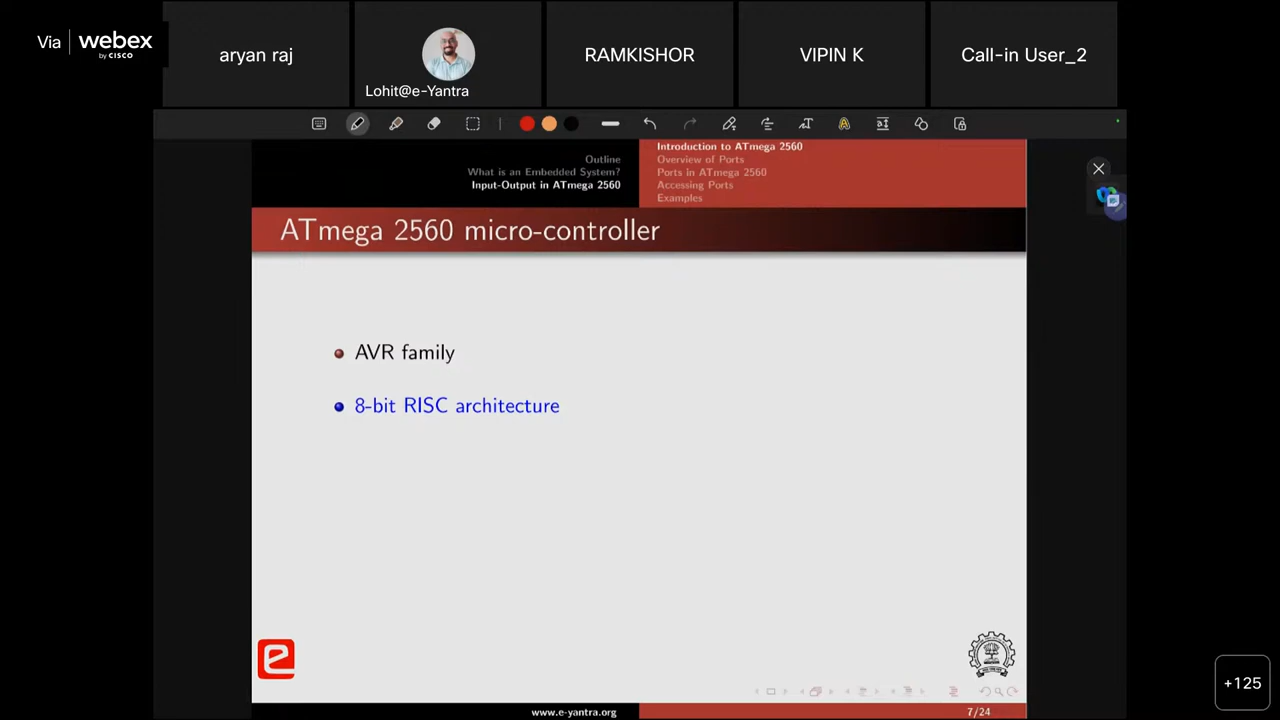 Via webex
by CISCO
aryan raj
Lohit@e-Yantra
RAMKISHOR
VIPIN K
Call-in User_2
Outline
What is an Embedded System?
Input-Output in ATmega 2560
Introduction to ATmega 2560
Overview of Ports
Ports in ATmega 2560
Accessing Ports
Examples
ATmega 2560 micro-controller
AVR family
8-bit RISC architecture
www.e-yantra.org
7/24
+125